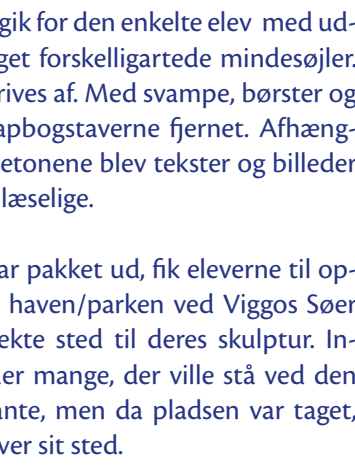 gik for den enkelte elev med ud-
get forskelligartede mindesøjler.
rives af. Med svampe, børster og
apbogstaverne fjernet. Afhæng-
etonene blev tekster og billeder
læselige.

ar pakket ud, fik eleverne til op-
haven/parken ved Viggos Søer
ekte sted til deres skulptur. In-
er mange, der ville stå ved den
ante, men da pladsen var taget,
ver sit sted.